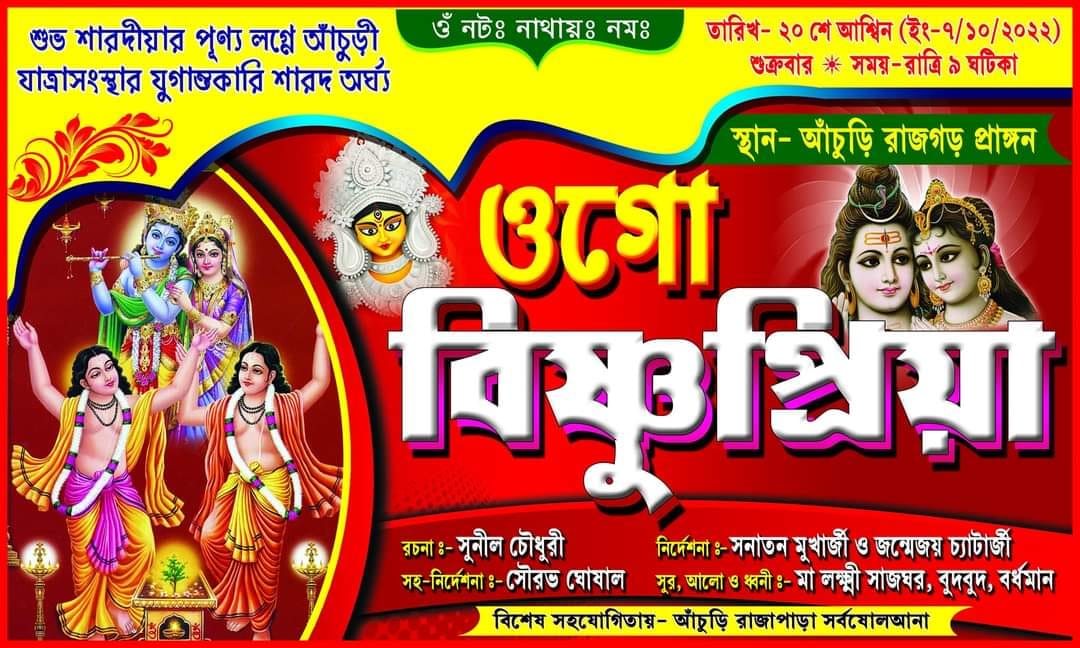 ওঁ নটঃ নাথায়ঃ নমঃ
শুভ শারদীয়ার পূণ্য লগ্নে আঁচুড়ী
যাত্রাসংস্থার যুগান্তকারি শারদ অর্ঘ্য
তারিখ- ২০ শে আশ্বিন (ইং-৭/১০/২০২২)
শুক্রবার ☀ সময়-রাত্রি ৯ ঘটিকা
স্থান- আঁচুড়ি রাজগড় প্রাঙ্গন
ওগো
বিষ্ণুপ্রিয়া
রচনা ঃ- সুনীল চৌধুরী
নির্দেশনা ঃ- সনাতন মুখার্জী ও জন্মেজয় চ্যাটার্জী
সহ-নির্দেশনা ঃ- সৌরভ ঘোষাল
সুর, আলো ও ধ্বনী ঃ- মা লক্ষ্মী সাজঘর, বুদবুদ, বর্ধমান
বিশেষ সহযোগিতায়- আঁচুড়ি রাজাপাড়া সর্বষোলআনা